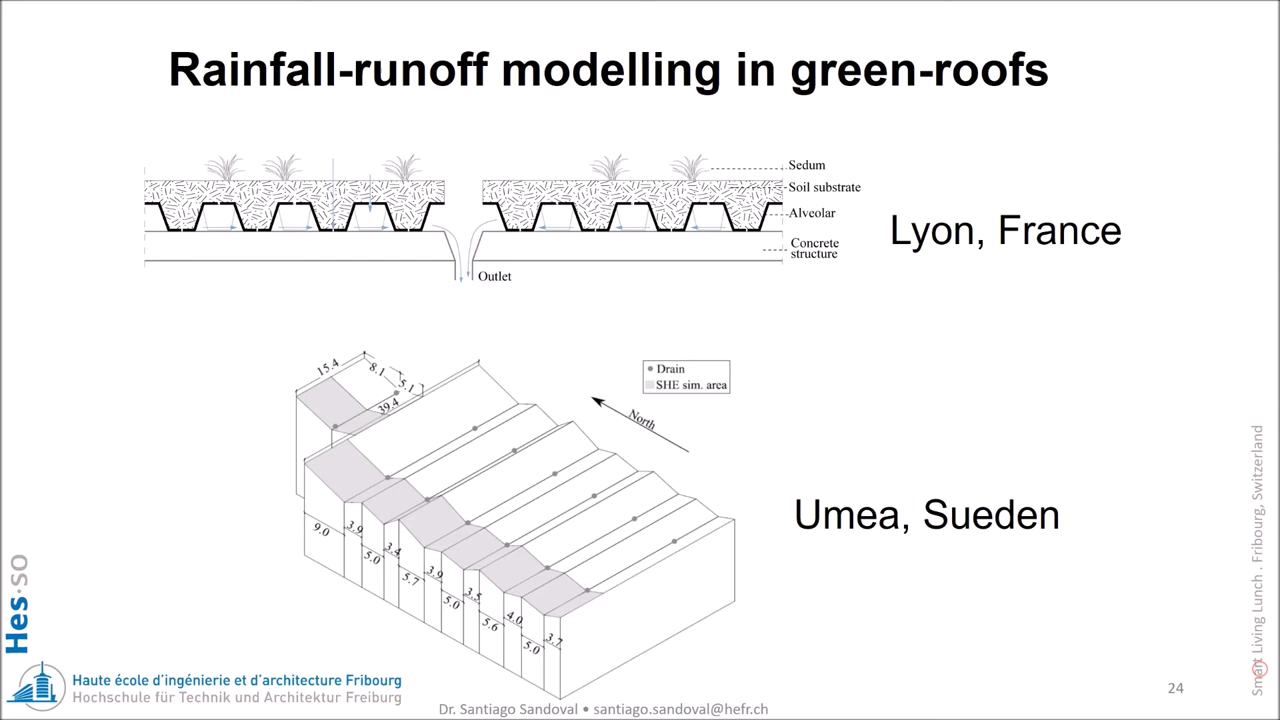 Rainfall-runoff modelling in green-roofs
Sedum
Soil substrate
Alveolar
Concrete
structure
Outlet
Lyon, France
15.4
8.1
5.1
39.4
Drain
SHE sim. area
North
9.0
3.9
5.0
3.4
5.7
3.9
5.0
3.5
5.6
4.0
5.0
3.7
Umea, Sueden
Smart Living Lunch . Fribourg, Switzerland
Hes·SO
Haute école d'ingénierie et d'architecture Fribourg
Hochschule für Technik und Architektur Freiburg
Dr. Santiago Sandoval • santiago.sandoval@hefr.ch
24